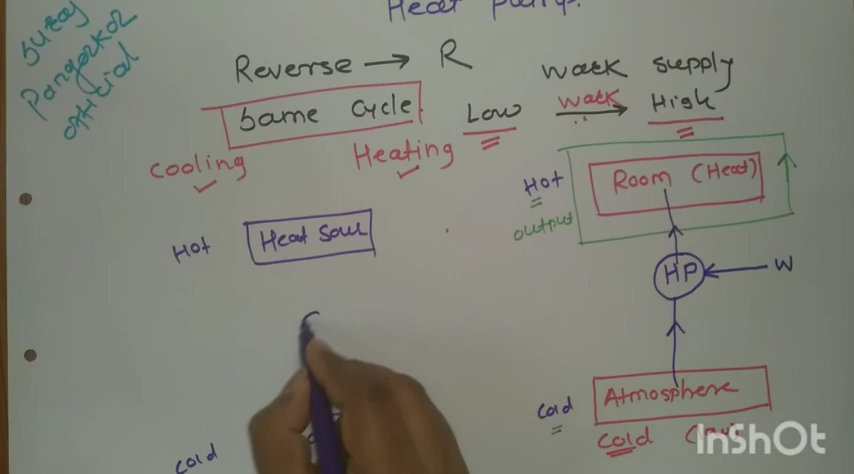 Heat Pump.
Suraj
Pangarkar
official
Reverse → R
Work supply
Same Cycle.
Low
work
High
Cooling
Heating
Hot
Room (Heat)
output
Hot
Heat Sour
HP
W
Cold
Atmosphere
Cold
Cold
InShOt